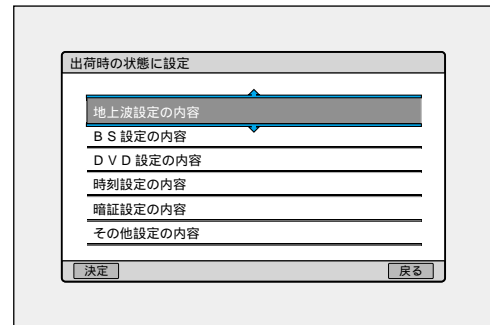 出荷時の状態に設定
地上波設定の内容
ＢＳ設定の内容
ＤＶＤ設定の内容
時刻設定の内容
暗証設定の内容
その他設定の内容
決定 戻る